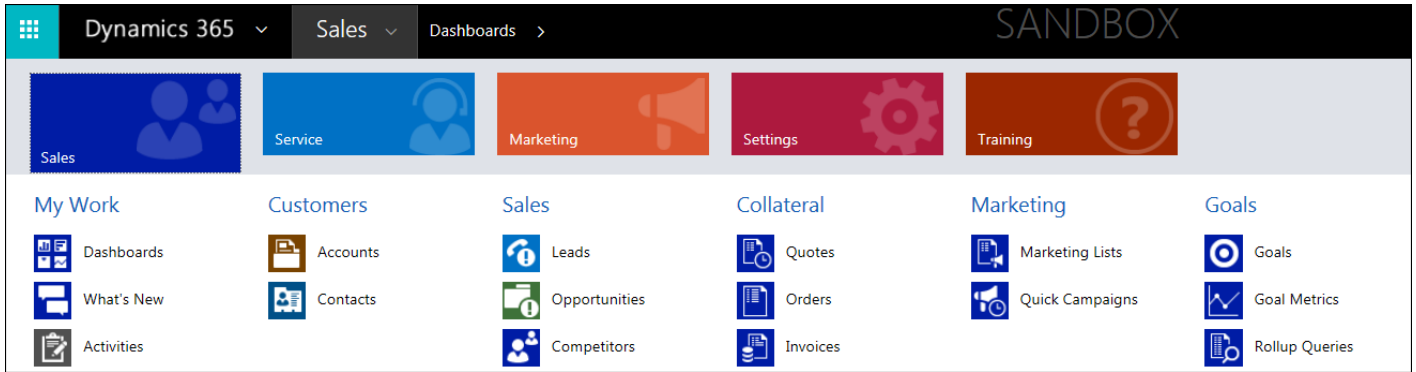 Dynamics 365 Sales Dashboards SANDBOX
Sales Service Marketing Settings Training
My Work Customers Sales Collateral Marketing Goals
Dashboards Accounts Leads Quotes Marketing Lists Goals
What's New Contacts Opportunities Orders Quick Campaigns Goal Metrics
Activities Competitors Invoices Rollup Queries